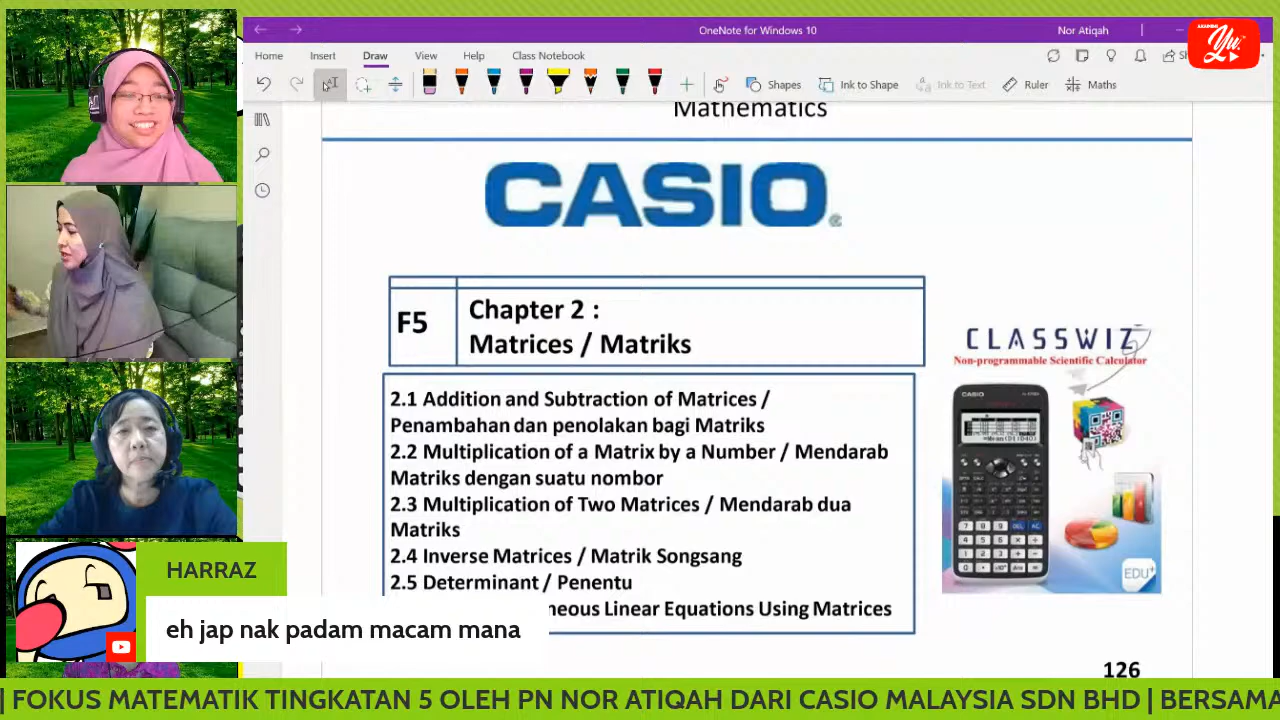 OneNote for Windows 10
Nor Atiqah
Home
Insert
Draw
View
Help
Class Notebook
Shapes
Ink to Shape
Ink to Text
Ruler
Maths
Mathematics
CASIO
F5
Chapter 2 :
Matrices / Matriks
2.1 Addition and Subtraction of Matrices /
Penambahan dan penolakan bagi Matriks
2.2 Multiplication of a Matrix by a Number / Mendarab
Matriks dengan suatu nombor
2.3 Multiplication of Two Matrices / Mendarab dua
Matriks
2.4 Inverse Matrices / Matrik Songsang
2.5 Determinant / Penentu
neous Linear Equations Using Matrices
CLASSWIZ
Non-programmable Scientific Calculator
CASIO
EDU+
126
HARRAZ
eh jap nak padam macam mana
| FOKUS MATEMATIK TINGKATAN 5 OLEH PN NOR ATIQAH DARI CASIO MALAYSIA SDN BHD | BERSAMA